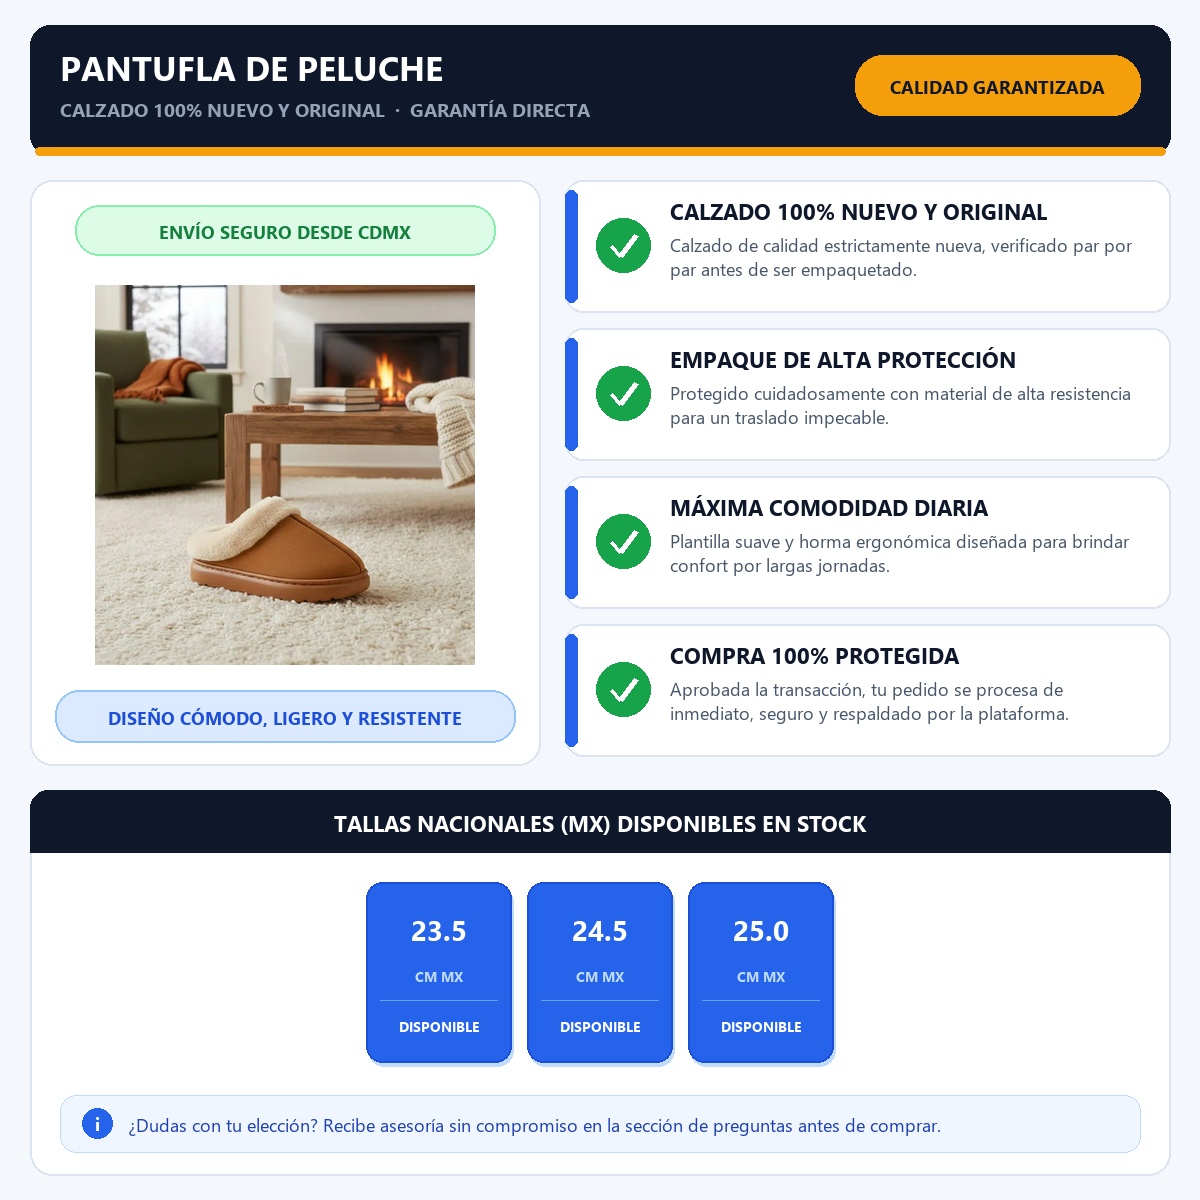 PANTUFLA DE PELUCHE
CALZADO 100% NUEVO Y ORIGINAL · GARANTÍA DIRECTA
CALIDAD GARANTIZADA
ENVÍO SEGURO DESDE CDMX
COMODIDAD
DISEÑO CÓMODO, LIGERO Y RESISTENTE
CALZADO 100% NUEVO Y ORIGINAL
Calzado de calidad estrictamente nueva, verificado par por
par antes de ser empaquetado.
EMPAQUE DE ALTA PROTECCIÓN
Protegido cuidadosamente con material de alta resistencia
para un traslado impecable.
MÁXIMA COMODIDAD DIARIA
Plantilla suave y horma ergonómica diseñada para brindar
confort por largas jornadas.
COMPRA 100% PROTEGIDA
Aprobada la transacción, tu pedido se procesa de
inmediato, seguro y respaldado por la plataforma.
TALLAS NACIONALES (MX) DISPONIBLES EN STOCK
23.5
CM MX
DISPONIBLE
24.5
CM MX
DISPONIBLE
25.0
CM MX
DISPONIBLE
i
¿Dudas con tu elección? Recibe asesoría sin compromiso en la sección de preguntas antes de comprar.